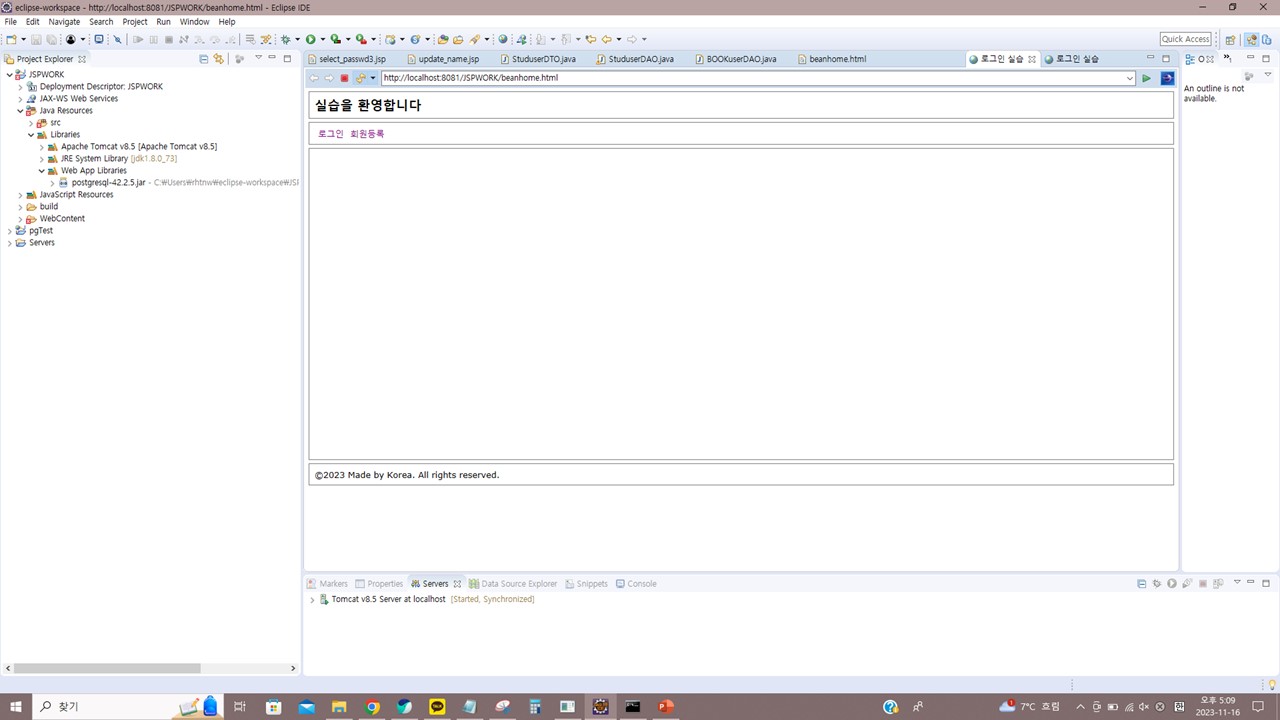 eclipse-workspace - http://localhost:8081/JSPWORK/beanhome.html - Eclipse IDE
File Edit Navigate Search Project Run Window Help
Quick Access
Project Explorer
select_passwd3.jsp update_name.jsp StuduserDTO.java StuduserDAO.java BOOKuserDAO.java beanhome.html 로그인 실습 로그인 실습
JSPWORK
Deployment Descriptor: JSPWORK
JAX-WS Web Services
Java Resources
src
Libraries
Apache Tomcat v8.5 [Apache Tomcat v8.5]
JRE System Library [jdk1.8.0_73]
Web App Libraries
postgresql-42.2.5.jar - C:₩Users₩rhtnw₩eclipse-workspace₩JSI
JavaScript Resources
build
WebContent
pgTest
Servers
http://localhost:8081/JSPWORK/beanhome.html
실습을 환영합니다
로그인 회원등록
©2023 Made by Korea. All rights reserved.
An outline is not
available.
Markers Properties Servers Data Source Explorer Snippets Console
Tomcat v8.5 Server at localhost [Started, Synchronized]
찾기
7°C 흐림
오후 5:09
2023-11-16